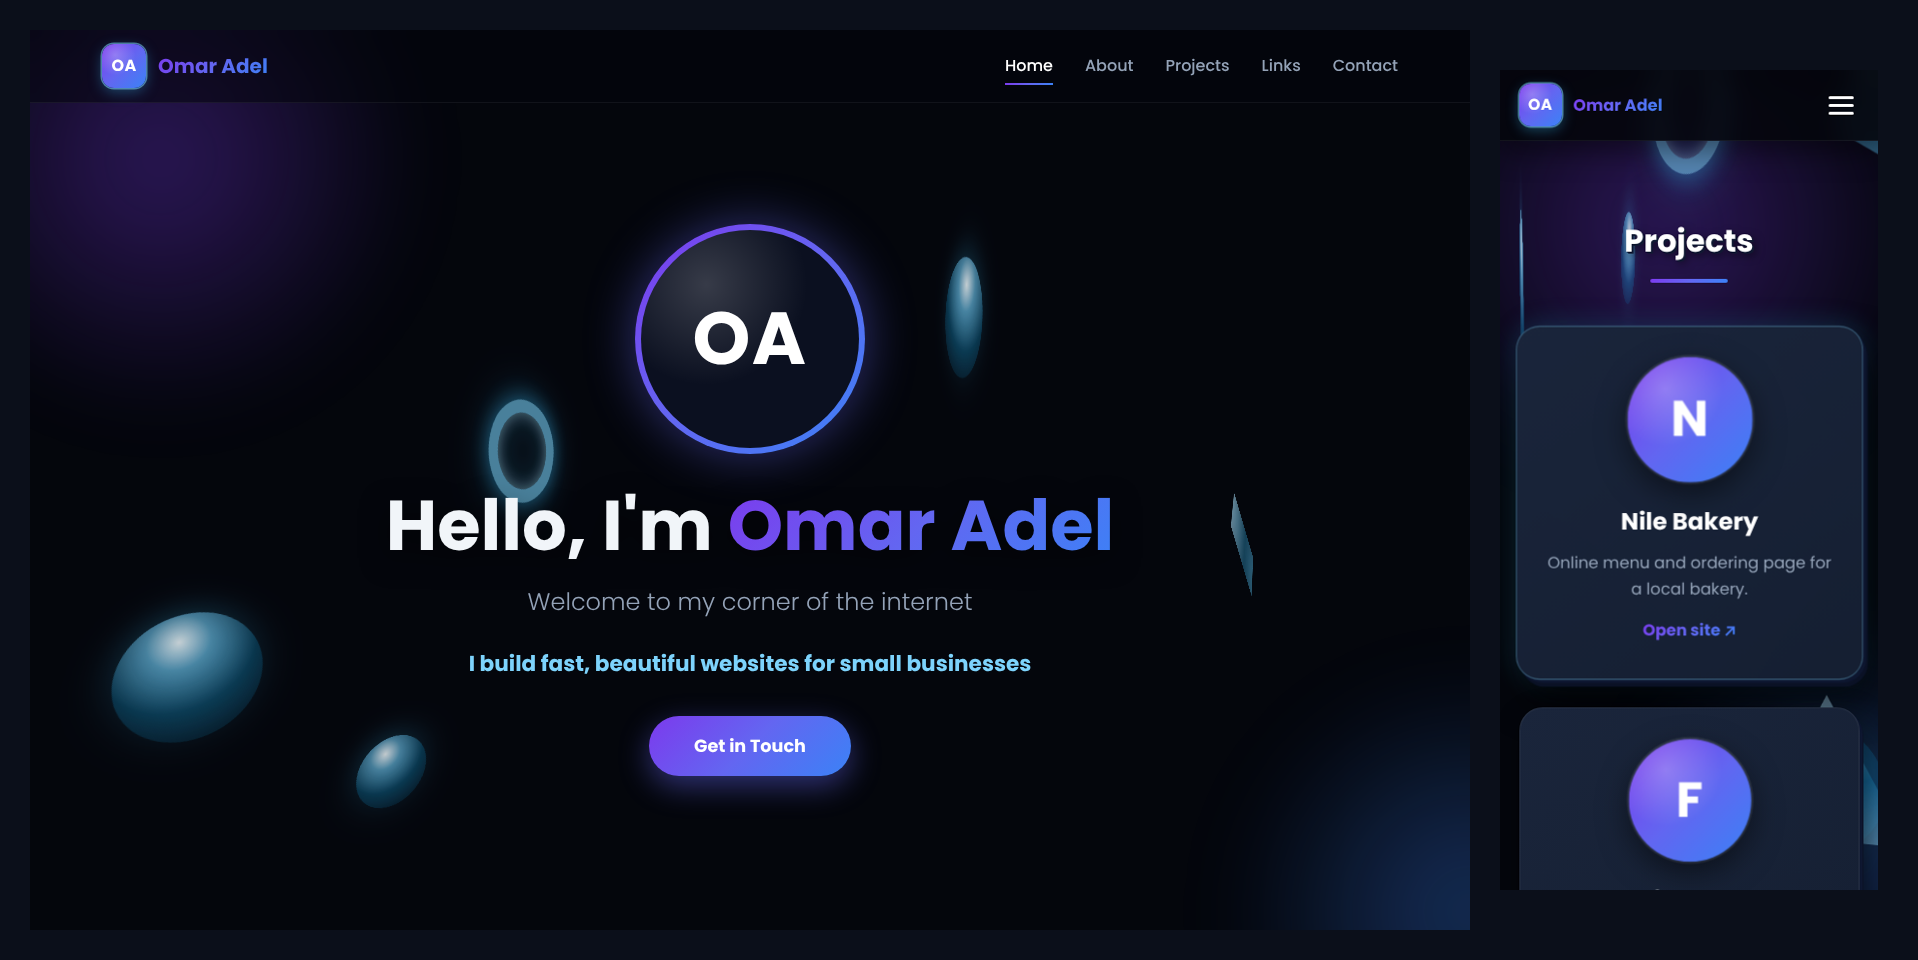 OA Omar Adel
Home About Projects Links Contact
OA
Hello, I'm Omar Adel
Welcome to my corner of the internet
I build fast, beautiful websites for small businesses
Get in Touch
OA Omar Adel
Projects
N
Nile Bakery
Online menu and ordering page for
a local bakery.
Open site ↗
F